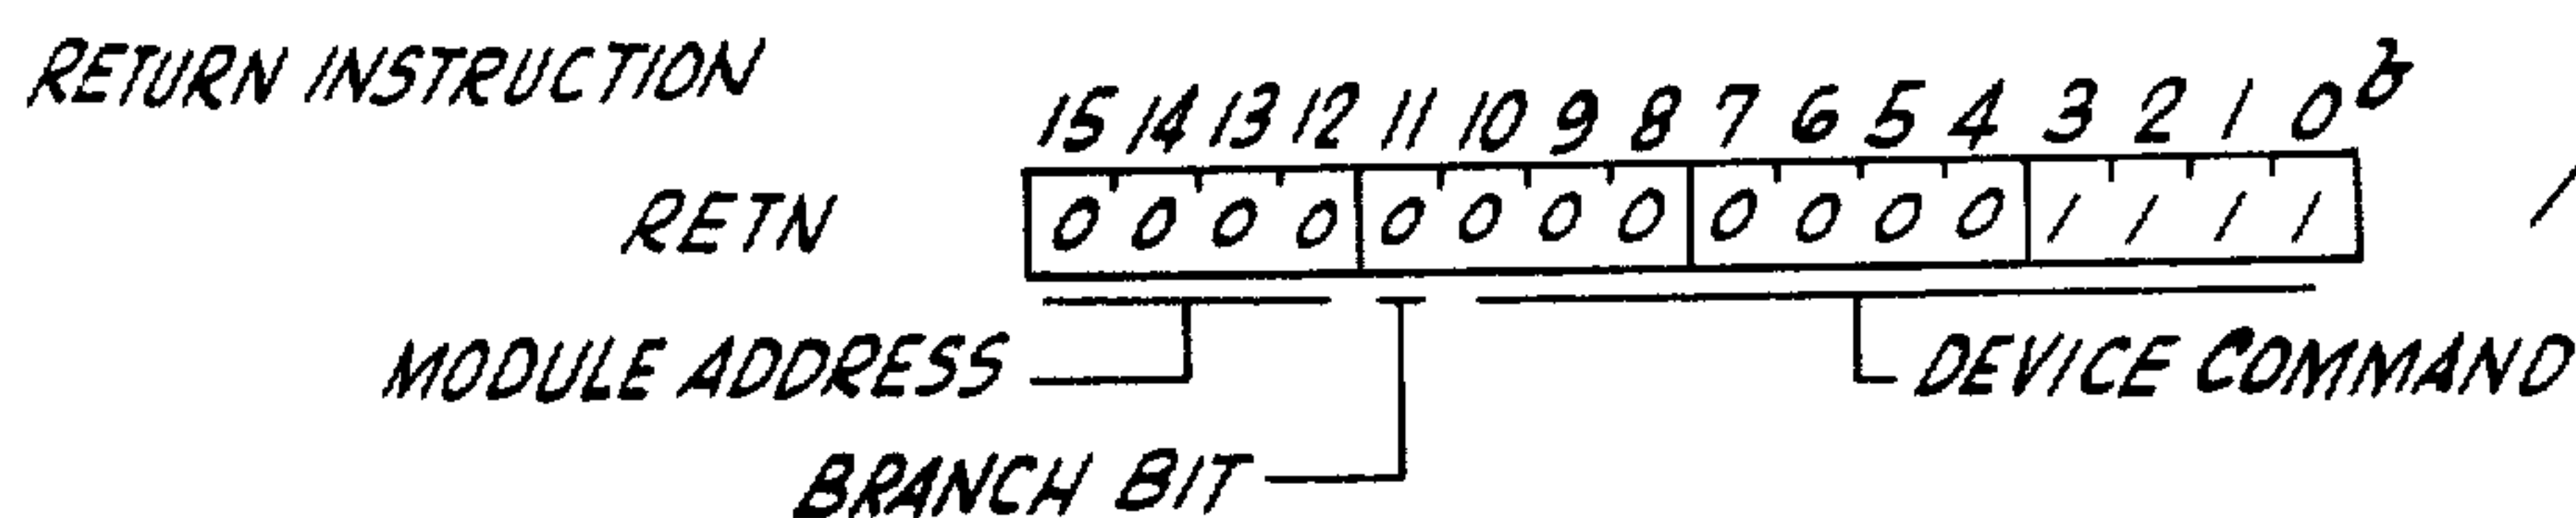 RETURN INSTRUCTION
15 14 13 12 11 10 9 8 7 6 5 4 3 2 1 0 b
RETN 0 0 0 0 0 0 0 0 0 0 0 0 1 1 1 1
MODULE ADDRESS DEVICE COMMAND
BRANCH BIT